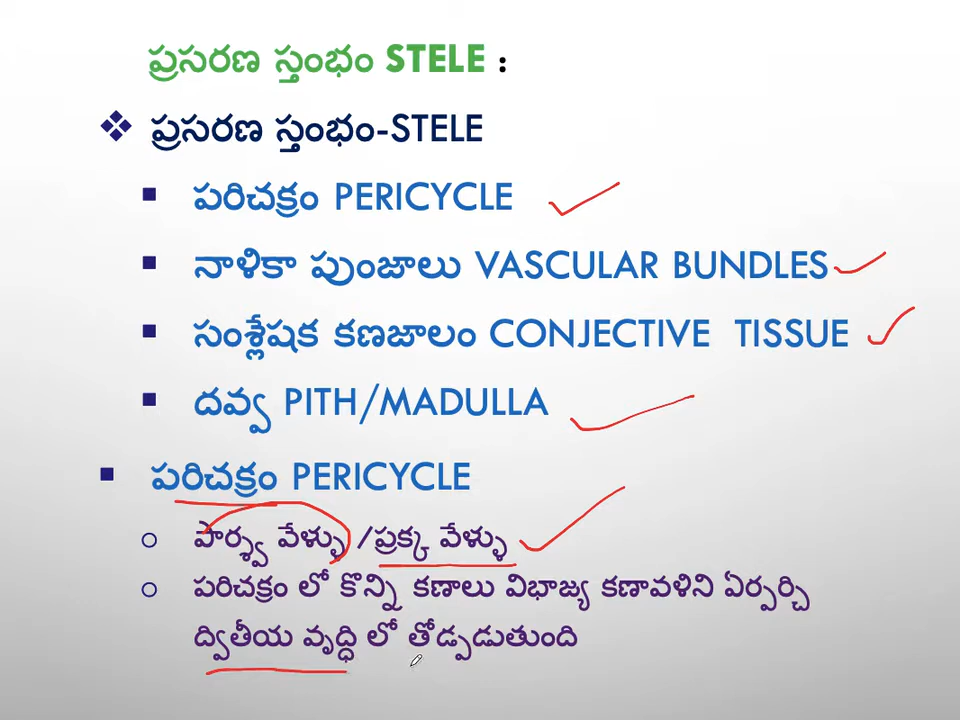 ప్రసరణ స్తంభం STELE :
❖ ప్రసరణ స్తంభం-STELE
▪ పరిచక్రం PERICYCLE
▪ నాళికా పుంజాలు VASCULAR BUNDLES
▪ సంశ్లేషక కణజాలం CONJECTIVE TISSUE
▪ దవ్వ PITH/MADULLA
▪ పరిచక్రం PERICYCLE
○ పార్శ్వ వేళ్ళు /ప్రక్క వేళ్ళు
○ పరిచక్రం లో కొన్ని కణాలు విభాజ్య కణావళిని ఏర్పర్చి
ద్వితీయ వృద్ధి లో తోడ్పడుతుంది